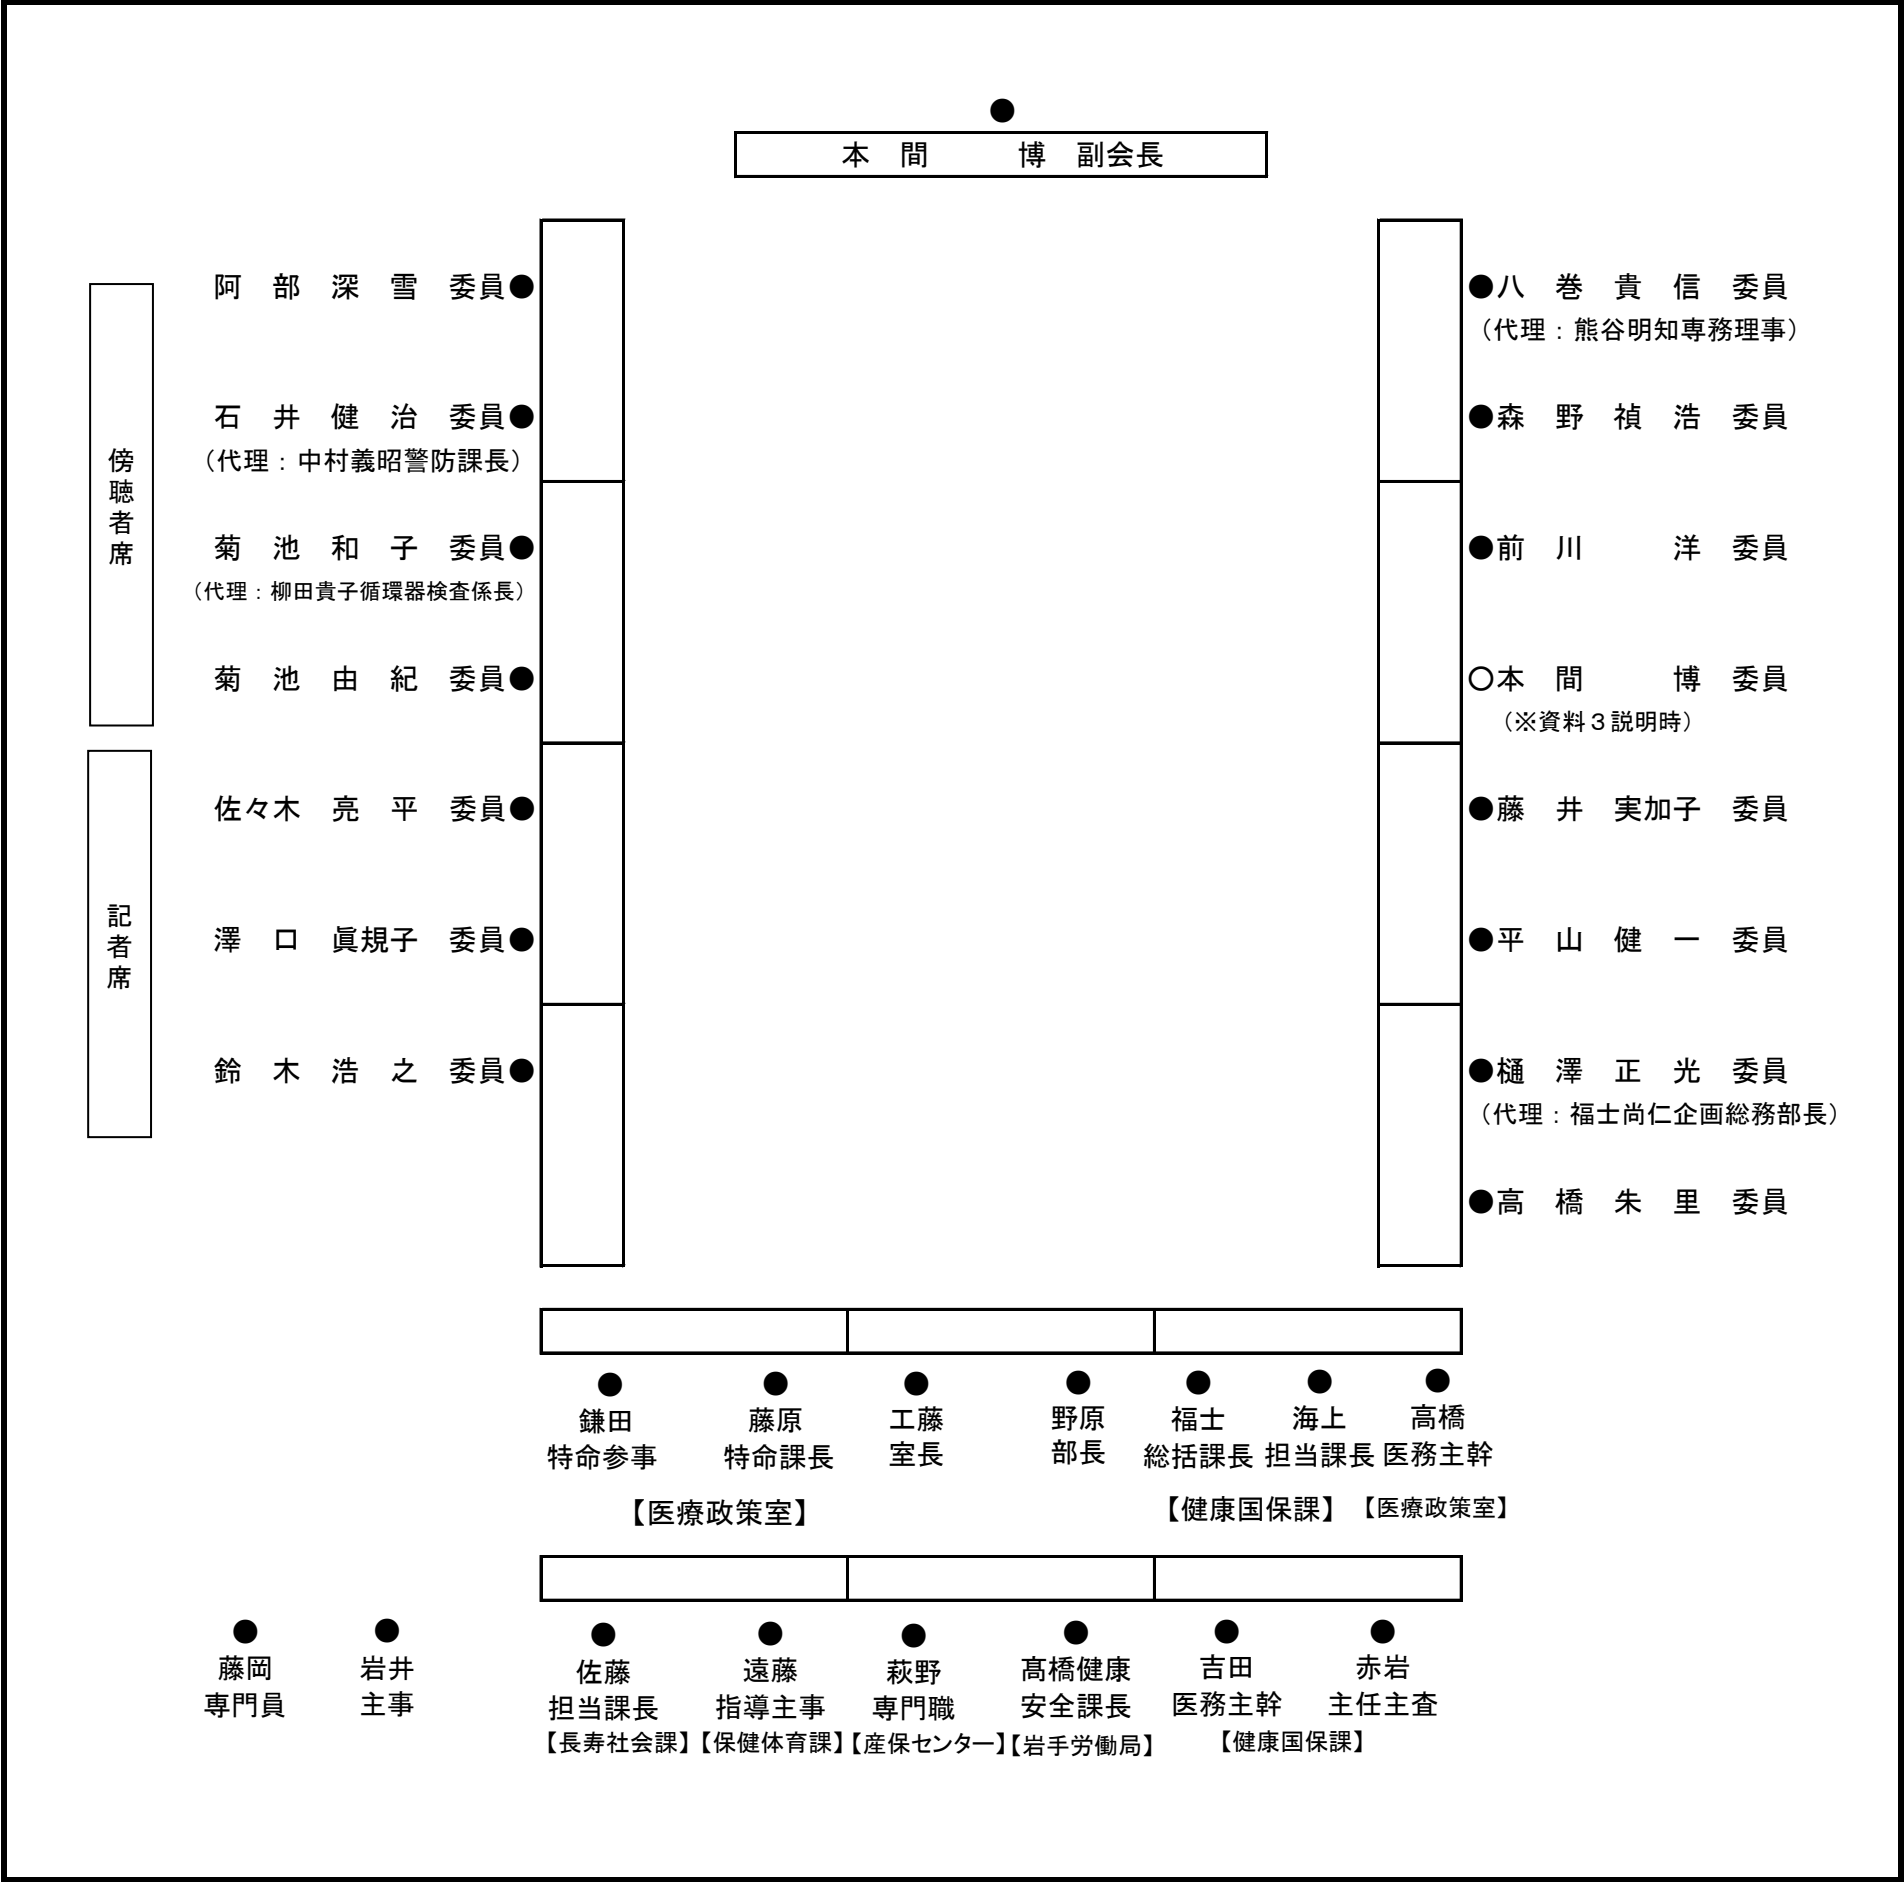 ●
本　間　　　博　副会長
阿　部　深　雪　委員●
●八　巻　貴　信　委員
（代理：熊谷明知専務理事）
石　井　健　治　委員●
（代理：中村義昭警防課長）
●森　野　禎　浩　委員
傍聴者席
菊　池　和　子　委員●
（代理：柳田貴子循環器検査係長）
●前　川　　　洋　委員
菊　池　由　紀　委員●
○本　間　　　博　委員
（※資料３説明時）
佐々木　亮　平　委員●
●藤　井　実加子　委員
記者席
澤　口　眞規子　委員●
●平　山　健　一　委員
鈴　木　浩　之　委員●
●樋　澤　正　光　委員
（代理：福士尚仁企画総務部長）
●高　橋　朱　里　委員
●　●　●　●　●　●　●
鎌田　藤原　工藤　野原　福士　海上　高橋
特命参事　特命課長　室長　部長　総括課長　担当課長　医務主幹
【医療政策室】　【健康国保課】　【医療政策室】
●　●　●　●　●　●　●　●
藤岡　岩井　佐藤　遠藤　萩野　髙橋健康　吉田　赤岩
専門員　主事　担当課長　指導主事　専門職　安全課長　医務主幹　主任主査
【長寿社会課】【保健体育課】【産保センター】【岩手労働局】　【健康国保課】